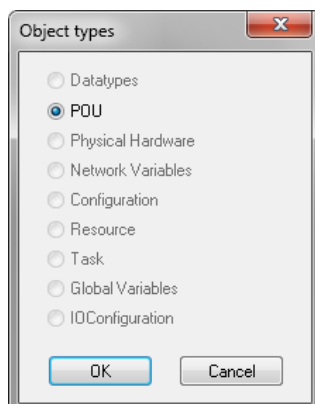 Object types
Datatypes
POU
Physical Hardware
Network Variables
Configuration
Resource
Task
Global Variables
IOConfiguration
OK Cancel